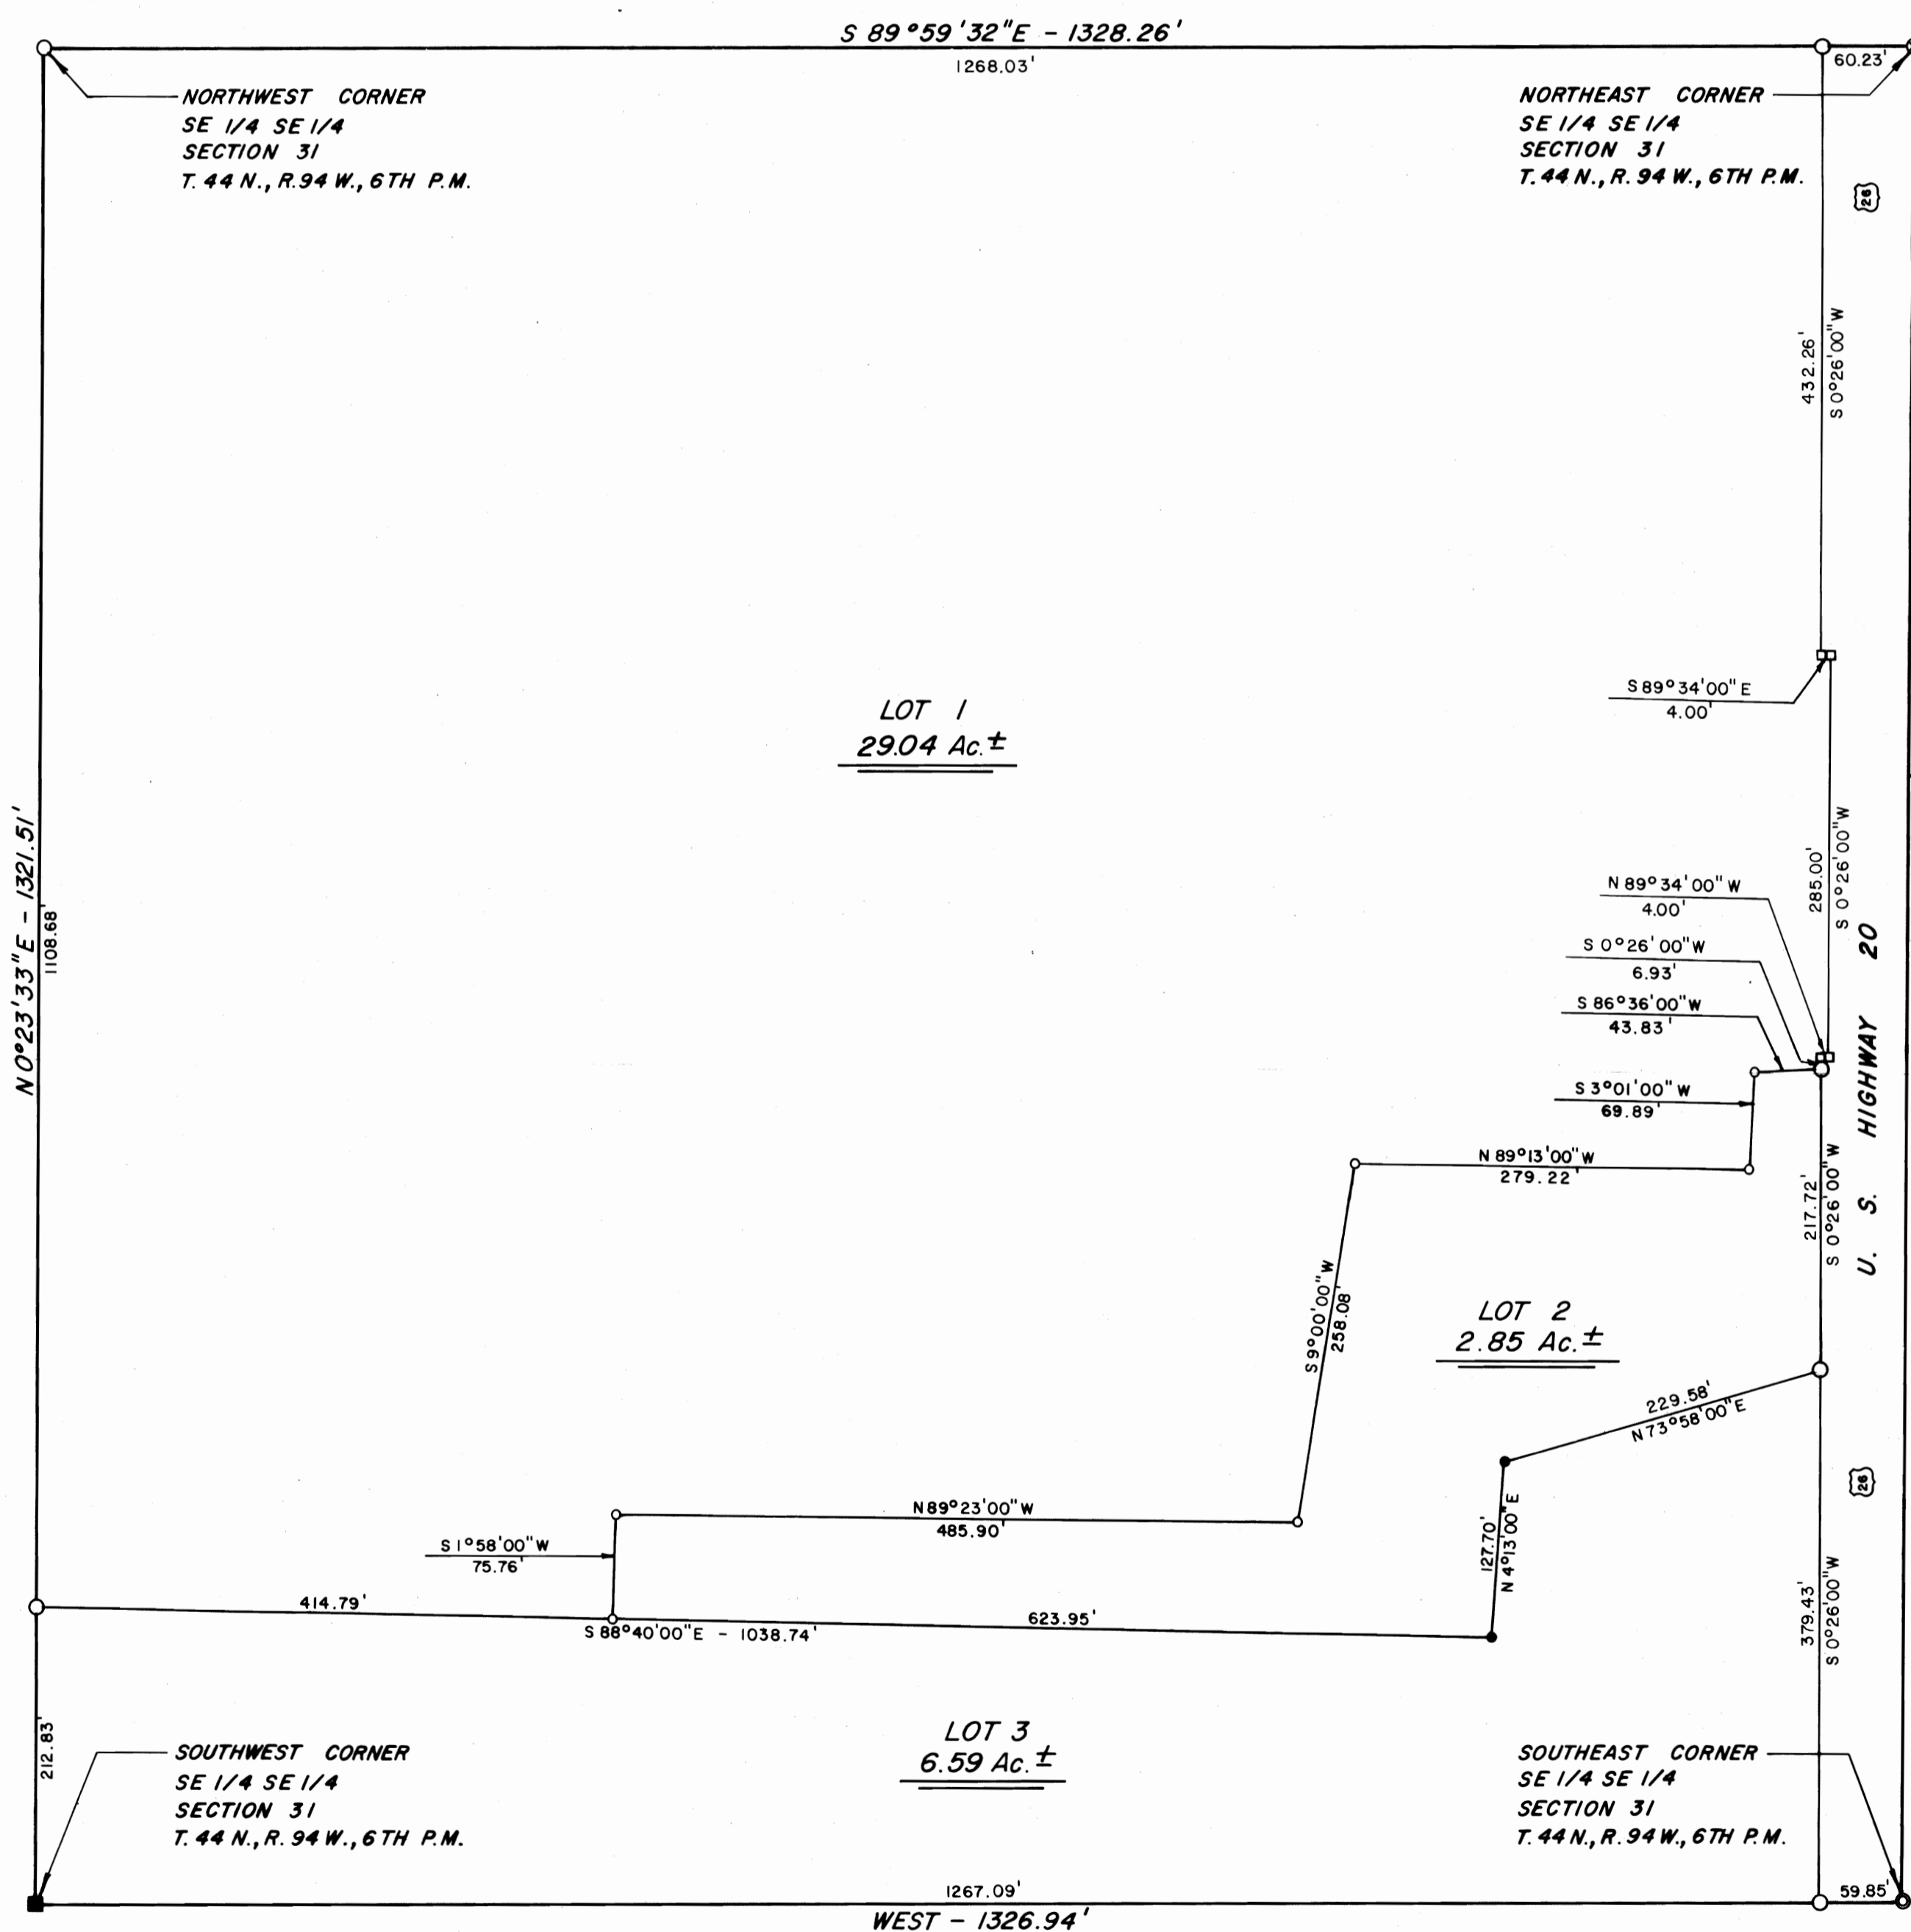 S 89°59'32"E - 1328.26'
1268.03'
60.23'
NORTHWEST CORNER
SE 1/4 SE 1/4
SECTION 31
T. 44 N., R. 94 W., 6TH P.M.
NORTHEAST CORNER
SE 1/4 SE 1/4
SECTION 31
T. 44 N., R. 94 W., 6TH P.M.
26
432.26'
S 0°26'00"W
S 89°34'00"E
4.00'
LOT 1
29.04 Ac.±
N 0°23'33"E - 1321.51'
1108.68'
285.00'
S 0°26'00"W
N 89°34'00"W
4.00'
S 0°26'00"W
6.93'
S 86°36'00"W
43.83'
S 3°01'00"W
69.89'
U. S. HIGHWAY 20
N 89°13'00"W
279.22'
217.72'
S 0°26'00"W
S 9°00'00"W
258.08'
LOT 2
2.85 Ac.±
229.58'
N 73°58'00"E
26
N 89°23'00"W
485.90'
127.70'
N 4°13'00"E
S 1°58'00"W
75.76'
414.79'
623.95'
S 88°40'00"E - 1038.74'
379.43'
S 0°26'00"W
212.83'
LOT 3
6.59 Ac.±
SOUTHWEST CORNER
SE 1/4 SE 1/4
SECTION 31
T. 44 N., R. 94 W., 6TH P.M.
SOUTHEAST CORNER
SE 1/4 SE 1/4
SECTION 31
T. 44 N., R. 94 W., 6TH P.M.
1267.09'
59.85'
WEST - 1326.94'